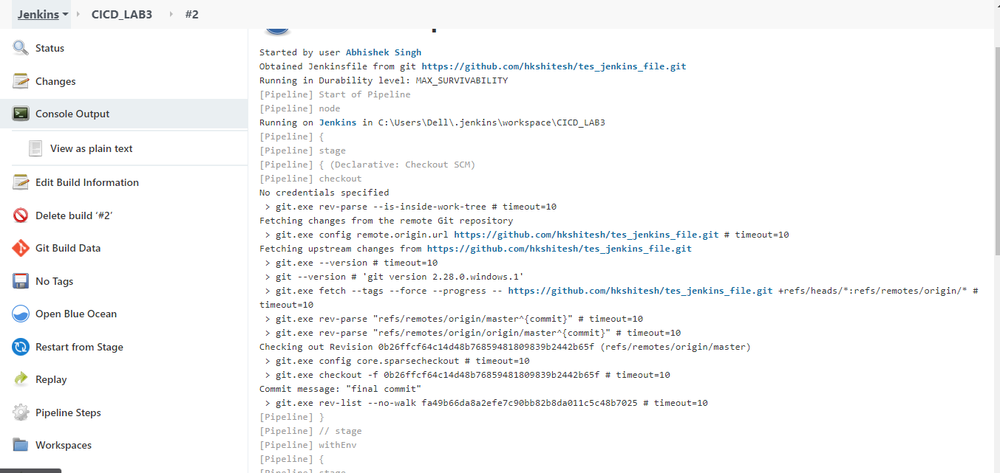 Jenkins CICD_LAB3 #2
Status
Changes
Console Output
View as plain text
Edit Build Information
Delete build ‘#2’
Git Build Data
No Tags
Open Blue Ocean
Restart from Stage
Replay
Pipeline Steps
Workspaces
Started by user Abhishek Singh
Obtained Jenkinsfile from git https://github.com/hkshitesh/tes_jenkins_file.git
Running in Durability level: MAX_SURVIVABILITY
[Pipeline] Start of Pipeline
[Pipeline] node
Running on Jenkins in C:\Users\Dell\.jenkins\workspace\CICD_LAB3
[Pipeline] {
[Pipeline] stage
[Pipeline] { (Declarative: Checkout SCM)
[Pipeline] checkout
No credentials specified
> git.exe rev-parse --is-inside-work-tree # timeout=10
Fetching changes from the remote Git repository
> git.exe config remote.origin.url https://github.com/hkshitesh/tes_jenkins_file.git # timeout=10
Fetching upstream changes from https://github.com/hkshitesh/tes_jenkins_file.git
> git.exe --version # timeout=10
> git --version # 'git version 2.28.0.windows.1'
> git.exe fetch --tags --force --progress -- https://github.com/hkshitesh/tes_jenkins_file.git +refs/heads/*:refs/remotes/origin/* #
timeout=10
> git.exe rev-parse "refs/remotes/origin/master^{commit}" # timeout=10
> git.exe rev-parse "refs/remotes/origin/origin/master^{commit}" # timeout=10
Checking out Revision 0b26ffcf64c14d48b76859481809839b2442b65f (refs/remotes/origin/master)
> git.exe config core.sparsecheckout # timeout=10
> git.exe checkout -f 0b26ffcf64c14d48b76859481809839b2442b65f # timeout=10
Commit message: "final commit"
> git.exe rev-list --no-walk fa49b66da8a2efe7c90bb82b8da011c5c48b7025 # timeout=10
[Pipeline] }
[Pipeline] // stage
[Pipeline] withEnv
[Pipeline] {
[Pipeline] stage